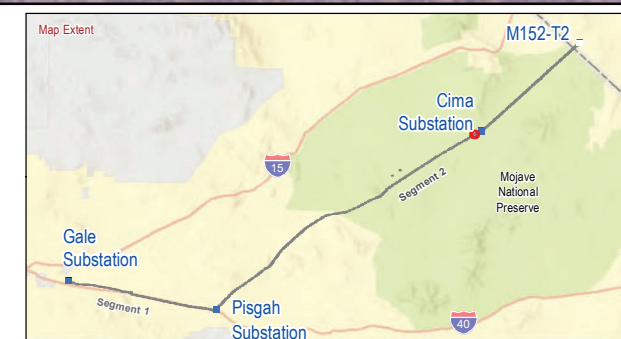 Map Extent
M152-T2
Cima
Substation
15
Segment 2
Mojave
National
Preserve
Gale
Substation
Segment 1
Pisgah
Substation
40